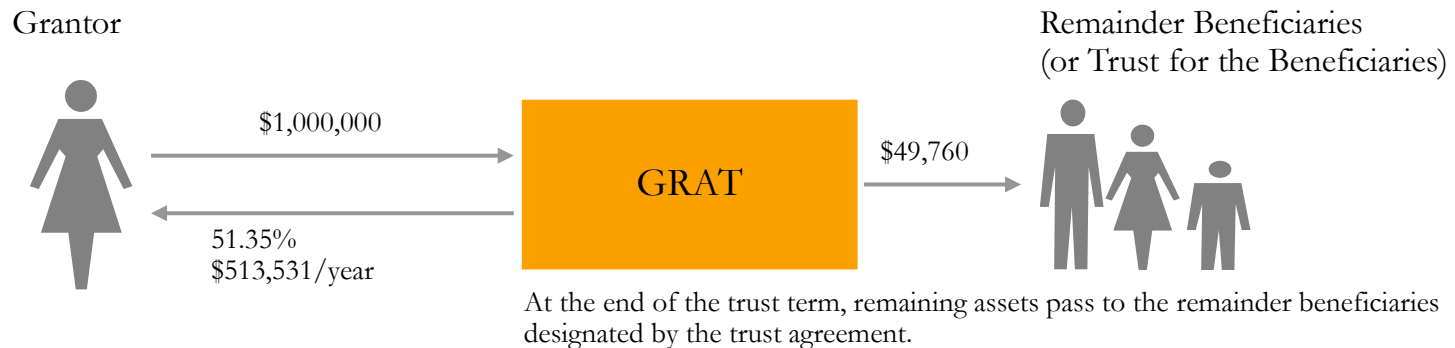 Grantor
Remainder Beneficiaries
(or Trust for the Beneficiaries)
$1,000,000
$49,760
GRAT
51.35%
$513,531/year
At the end of the trust term, remaining assets pass to the remainder beneficiaries
designated by the trust agreement.